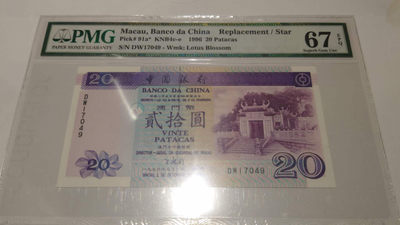 PMG
PAPER MONEY GUARANTY
Macau, Banco da China Replacement / Star
Pick# 91a* KNB4c-e 1996 20 Patacas
S/N DW17049 - Wmk: Lotus Blossom
67 EPQ
Superb Gem Unc
20
中國銀行
BANCO DA CHINA
澳門幣
貳拾圓
VINTE
PATACAS
DW17049
DW17049
20
20